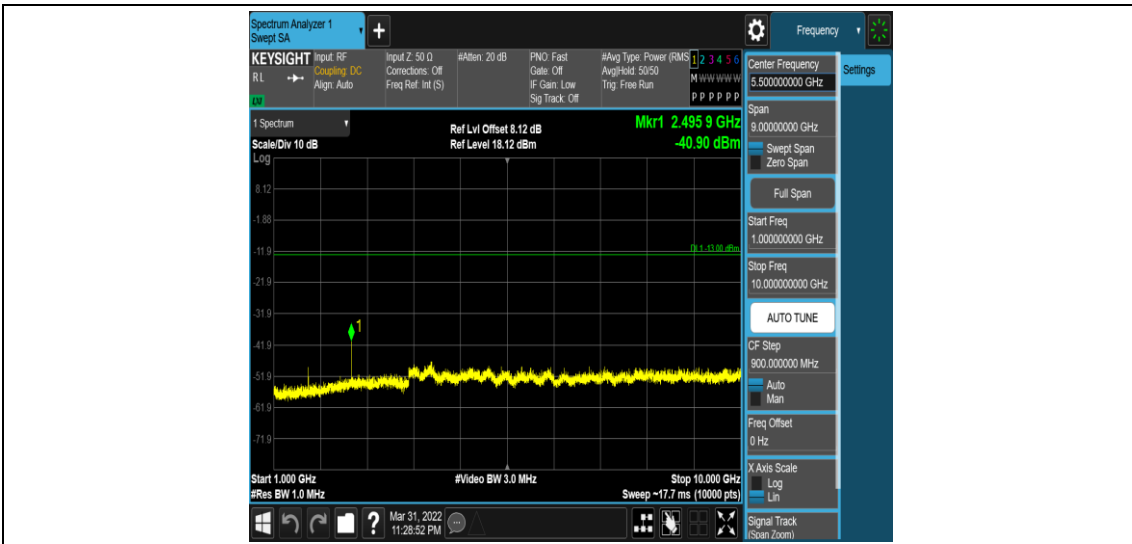 Spectrum Analyzer 1
Swept SA
+
Frequency
KEYSIGHT
R L
LXI
Input: RF
Coupling: DC
Align: Auto
Input Z: 50 Ω
Corrections: Off
Freq Ref: Int (S)
#Atten: 20 dB
PNO: Fast
Gate: Off
IF Gain: Low
Sig Track: Off
#Avg Type: Power (RMS
Avg|Hold: 50/50
Trig: Free Run
1 2 3 4 5 6
M W W W W W
P P P P P P
1 Spectrum
Scale/Div 10 dB
Log
Ref Lvl Offset 8.12 dB
Ref Level 18.12 dBm
Mkr1 2.495 9 GHz
-40.90 dBm
8.12
-1.88
-11.9
DL1 -13.00 dBm
-21.9
-31.9
1
-41.9
-51.9
-61.9
-71.9
Start 1.000 GHz
#Res BW 1.0 MHz
#Video BW 3.0 MHz
Stop 10.000 GHz
Sweep ~17.7 ms (10000 pts)
?
Mar 31, 2022
11:28:52 PM
Center Frequency
5.500000000 GHz
Span
9.00000000 GHz
Swept Span
Zero Span
Full Span
Start Freq
1.000000000 GHz
Stop Freq
10.000000000 GHz
AUTO TUNE
CF Step
900.000000 MHz
Auto
Man
Freq Offset
0 Hz
X Axis Scale
Log
Lin
Signal Track
(Span Zoom)
Settings